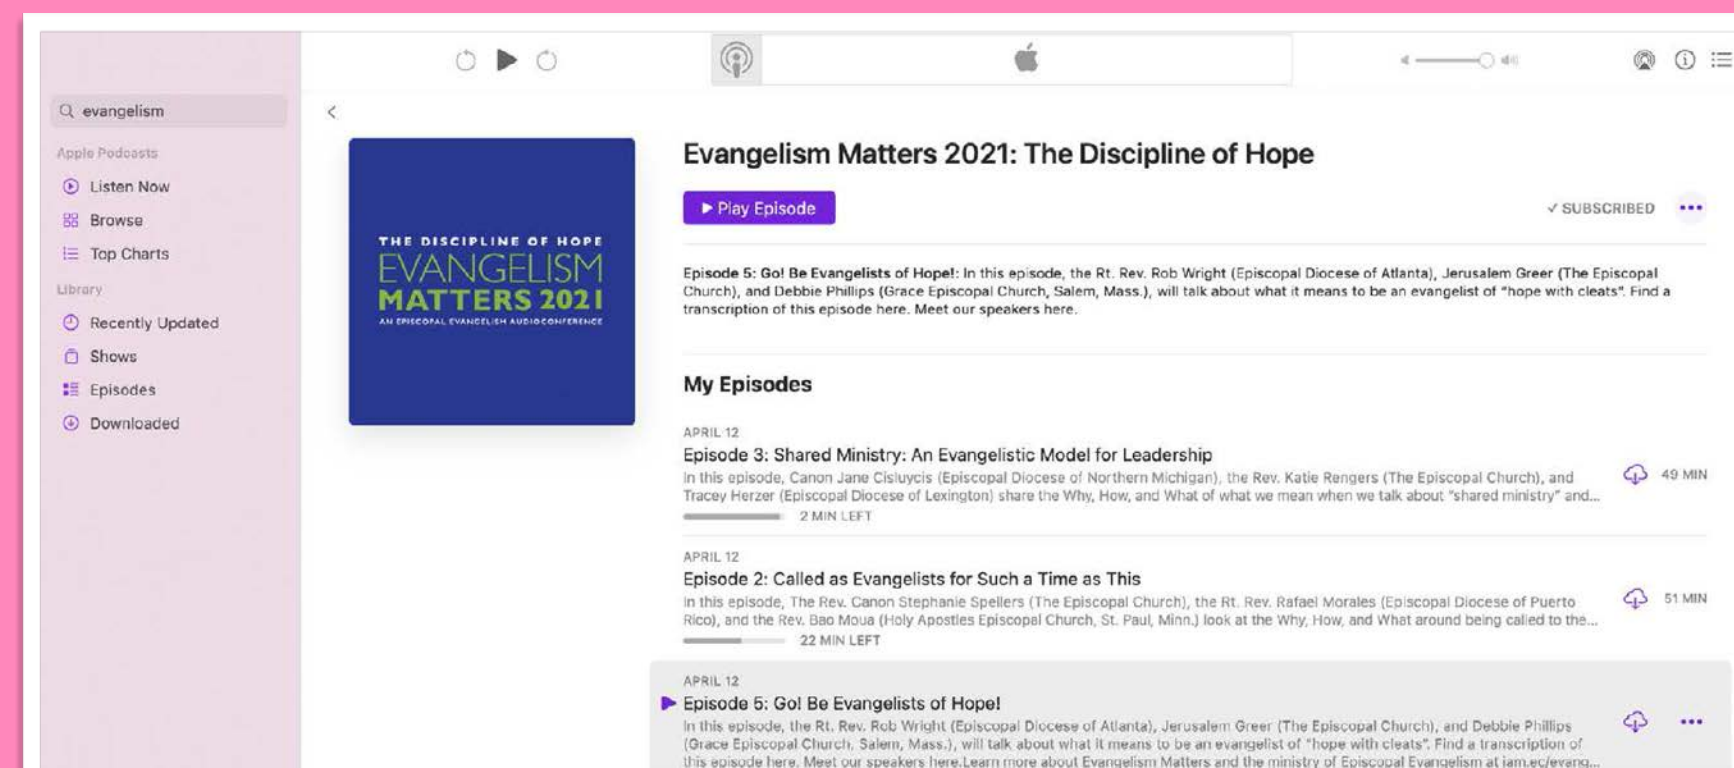 evangelism
Apple Podcasts
Listen Now
Browse
Top Charts
Library
Recently Updated
Shows
Episodes
Downloaded
THE DISCIPLINE OF HOPE
EVANGELISM
MATTERS 2021
AN EPISCOPAL EVANGELISM AUDIO CONFERENCE
Evangelism Matters 2021: The Discipline of Hope
Play Episode
✓ SUBSCRIBED
Episode 5: Go! Be Evangelists of Hope!: In this episode, the Rt. Rev. Rob Wright (Episcopal Diocese of Atlanta), Jerusalem Greer (The Episcopal
Church), and Debbie Phillips (Grace Episcopal Church, Salem, Mass.), will talk about what it means to be an evangelist of "hope with cleats". Find a
transcription of this episode here. Meet our speakers here.
My Episodes
APRIL 12
Episode 3: Shared Ministry: An Evangelistic Model for Leadership
In this episode, Canon Jane Cisluycis (Episcopal Diocese of Northern Michigan), the Rev. Katie Rengers (The Episcopal Church), and
Tracey Herzer (Episcopal Diocese of Lexington) share the Why, How, and What of what we mean when we talk about "shared ministry" and...
49 MIN
2 MIN LEFT
APRIL 12
Episode 2: Called as Evangelists for Such a Time as This
In this episode, The Rev. Canon Stephanie Spellers (The Episcopal Church), the Rt. Rev. Rafael Morales (Episcopal Diocese of Puerto
Rico), and the Rev. Bao Moua (Holy Apostles Episcopal Church, St. Paul, Minn.) look at the Why, How, and What around being called to the...
51 MIN
22 MIN LEFT
APRIL 12
Episode 5: Go! Be Evangelists of Hope!
In this episode, the Rt. Rev. Rob Wright (Episcopal Diocese of Atlanta), Jerusalem Greer (The Episcopal Church), and Debbie Phillips
(Grace Episcopal Church, Salem, Mass.), will talk about what it means to be an evangelist of "hope with cleats". Find a transcription of
this episode here. Meet our speakers here.Learn more about Evangelism Matters and the ministry of Episcopal Evangelism at iam.ec/evang...